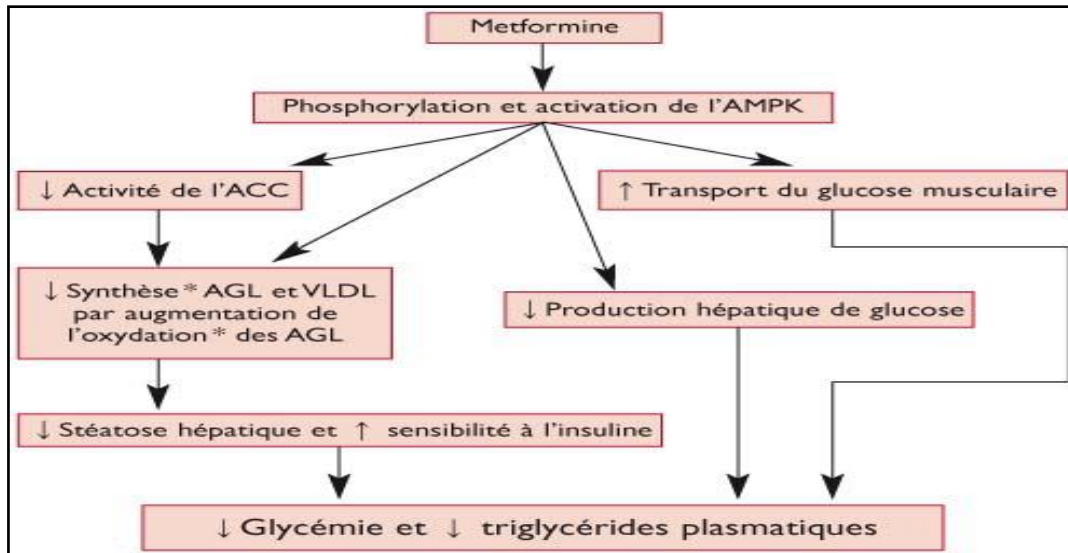 Metformine
Phosphorylation et activation de l'AMPK
↓ Activité de l'ACC
↑ Transport du glucose musculaire
↓ Synthèse* AGL et VLDL
par augmentation de
l'oxydation* des AGL
↓ Production hépatique de glucose
↓ Stéatose hépatique et ↑ sensibilité à l'insuline
↓ Glycémie et ↓ triglycérides plasmatiques